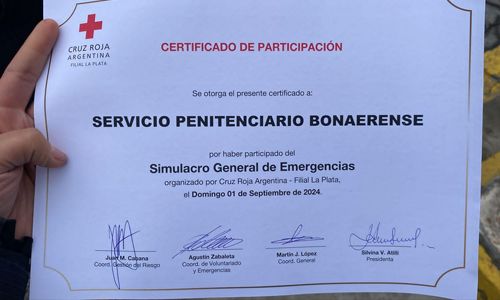 CRUZ ROJA
ARGENTINA
FILIAL LA PLATA
CERTIFICADO DE PARTICIPACIÓN
Se otorga el presente certificado a:
SERVICIO PENITENCIARIO BONAERENSE
por haber participado del
Simulacro General de Emergencias
organizado por Cruz Roja Argentina - Filial La Plata,
el Domingo 01 de Septiembre de 2024.
Juan M. Cabana
Coord. Gestión del Riesgo
Agustín Zabaleta
Coord. de Voluntariado
y Emergencias
Martín J. López
Coord. General
Silvina V. Atilli
Presidenta